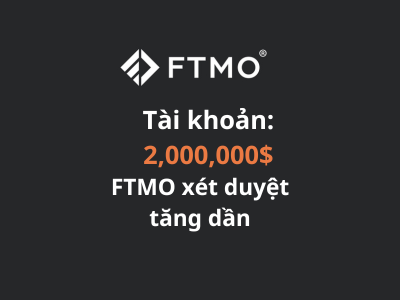 FTMO®
Tài khoản:
2,000,000$
FTMO xét duyệt
tăng dần